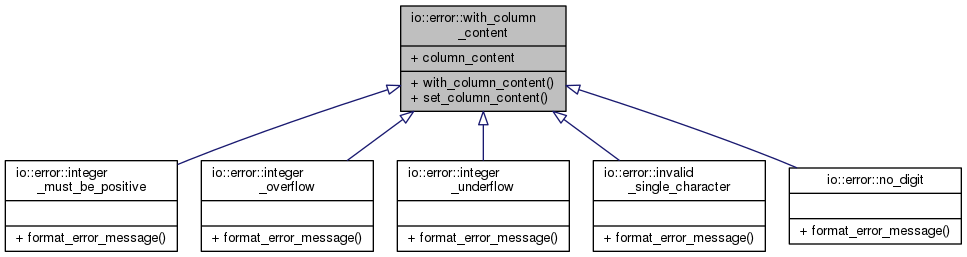 io::error::with_column
_content
+ column_content
+ with_column_content()
+ set_column_content()
io::error::integer
_must_be_positive
+ format_error_message()
io::error::integer
_overflow
+ format_error_message()
io::error::integer
_underflow
+ format_error_message()
io::error::invalid
_single_character
+ format_error_message()
io::error::no_digit
+ format_error_message()